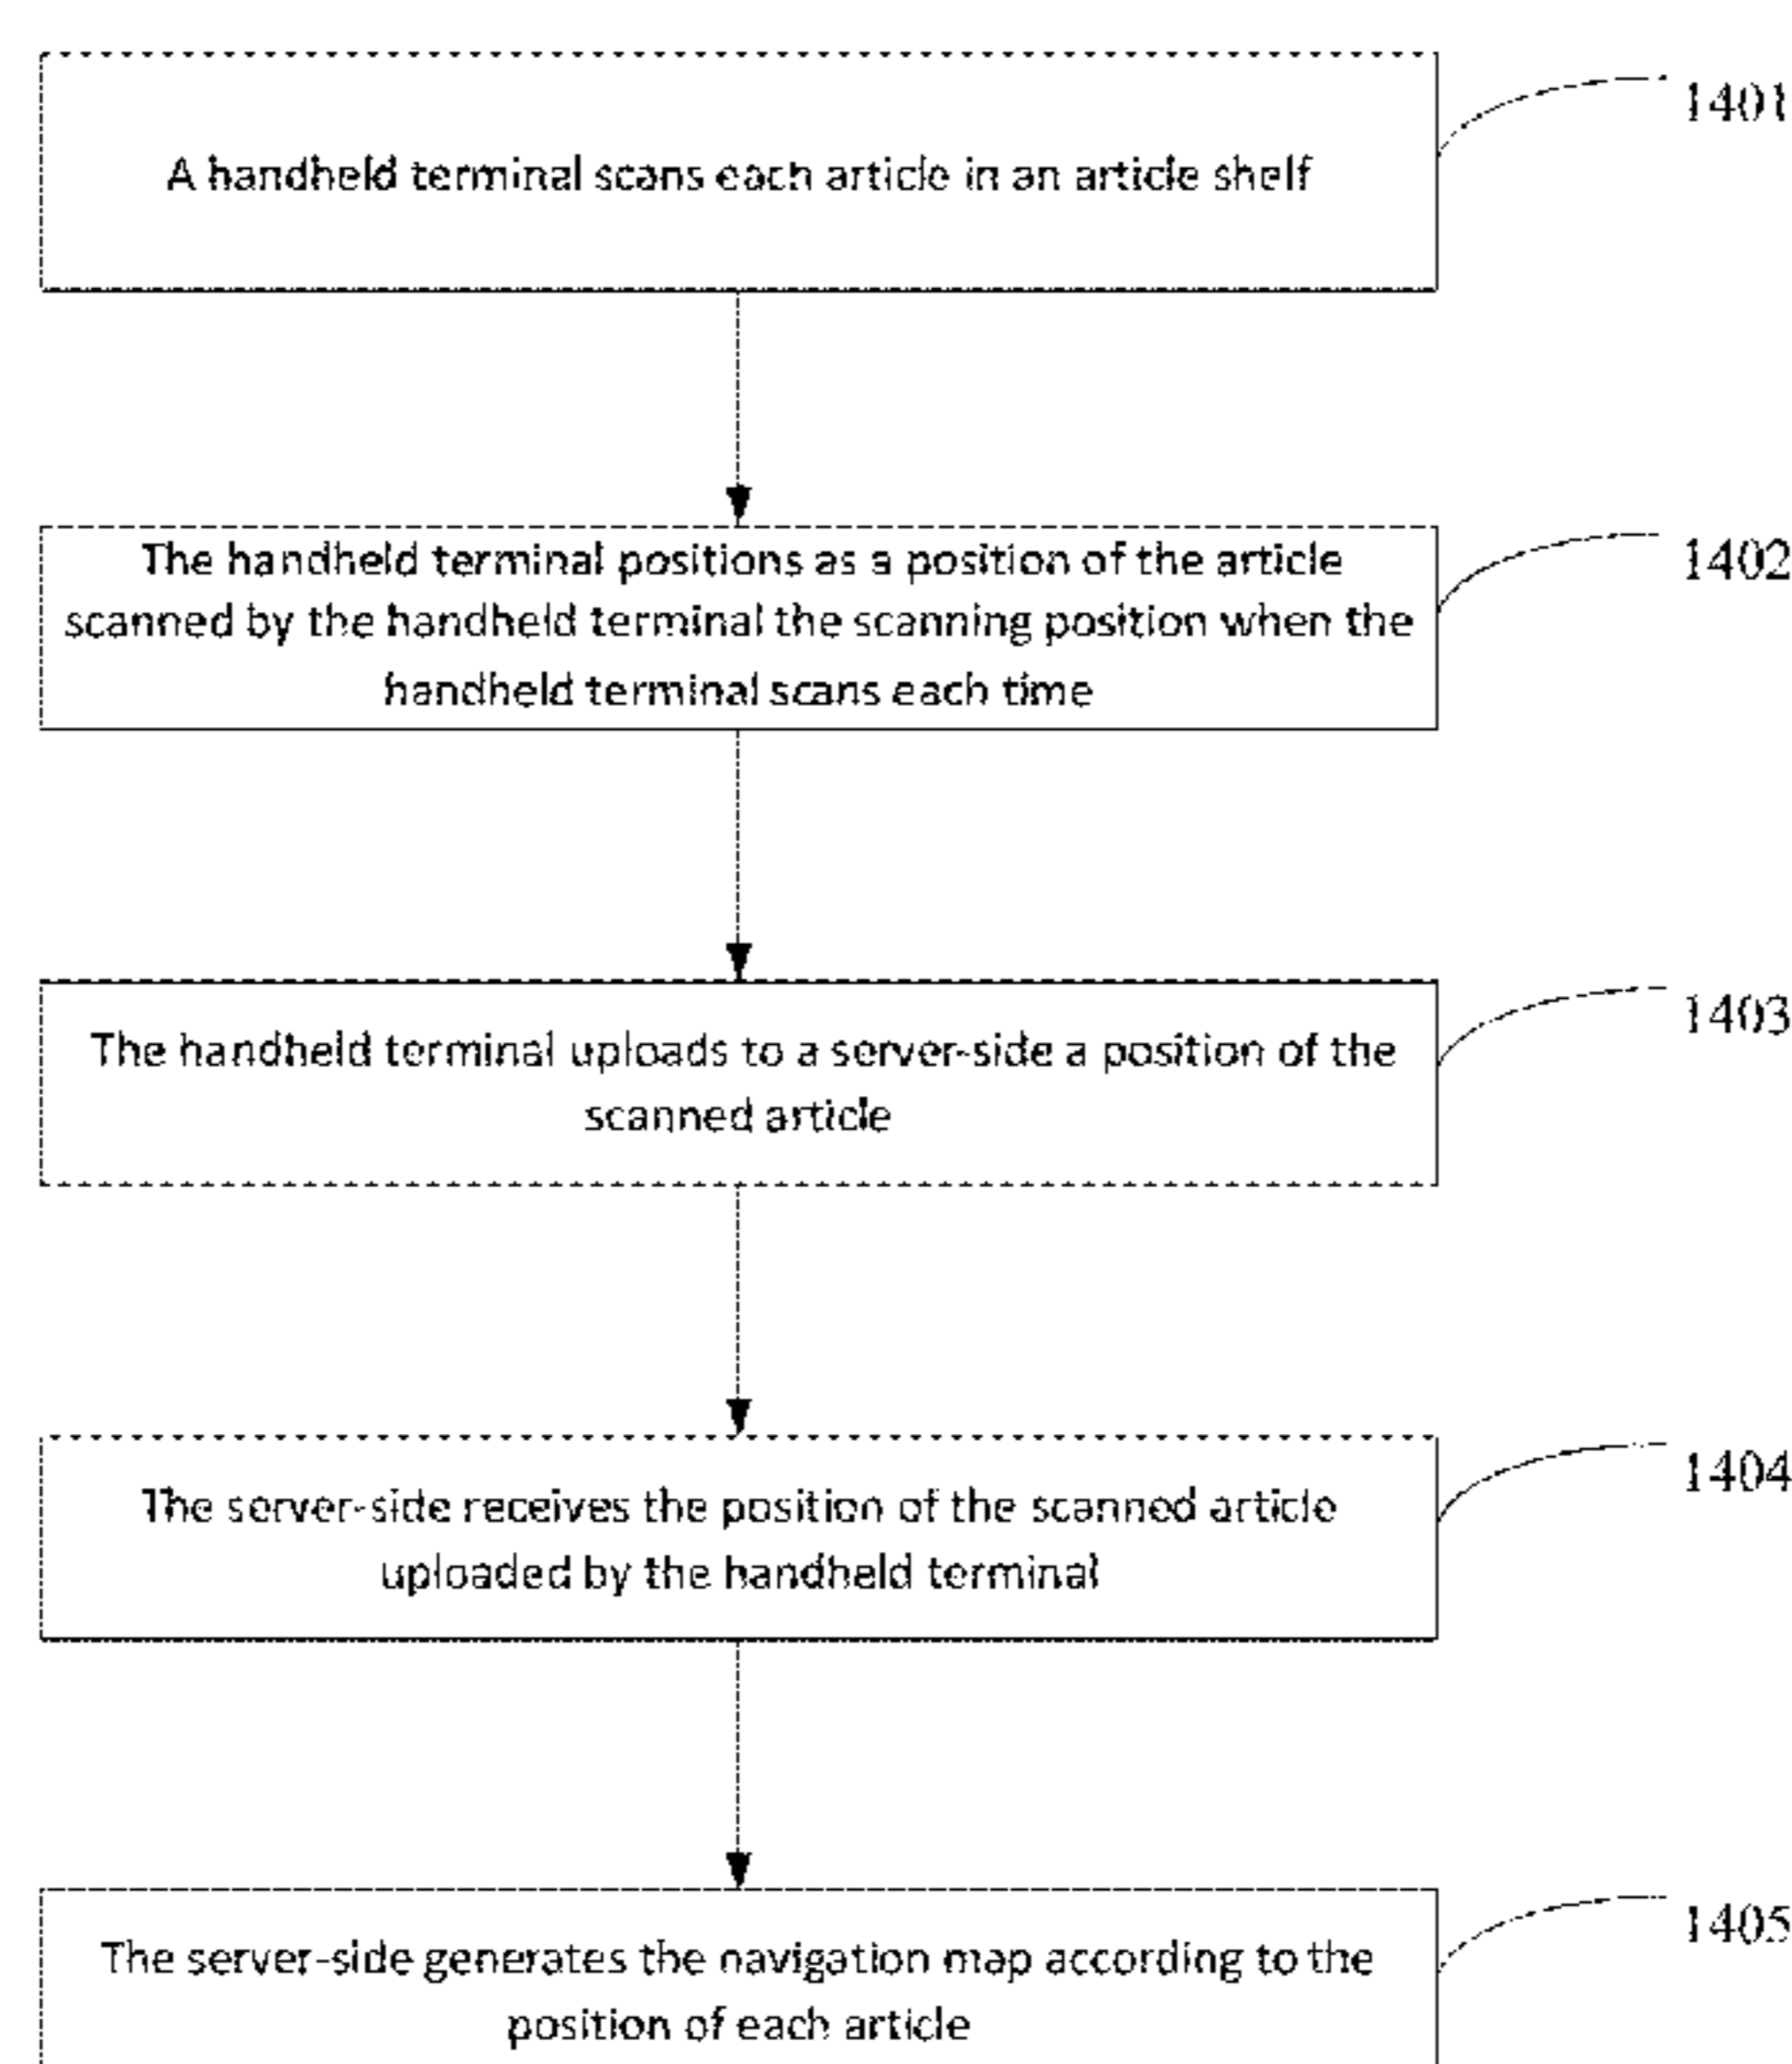 A handheld terminal scans each article in an article shelf
1401
The handheld terminal positions as a position of the article
scanned by the handheld terminal the scanning position when the
handheld terminal scans each time
1402
The handheld terminal uploads to a server-side a position of the
scanned article
1403
The server-side receives the position of the scanned article
uploaded by the handheld terminal
1404
The server-side generates the navigation map according to the
position of each article
1405